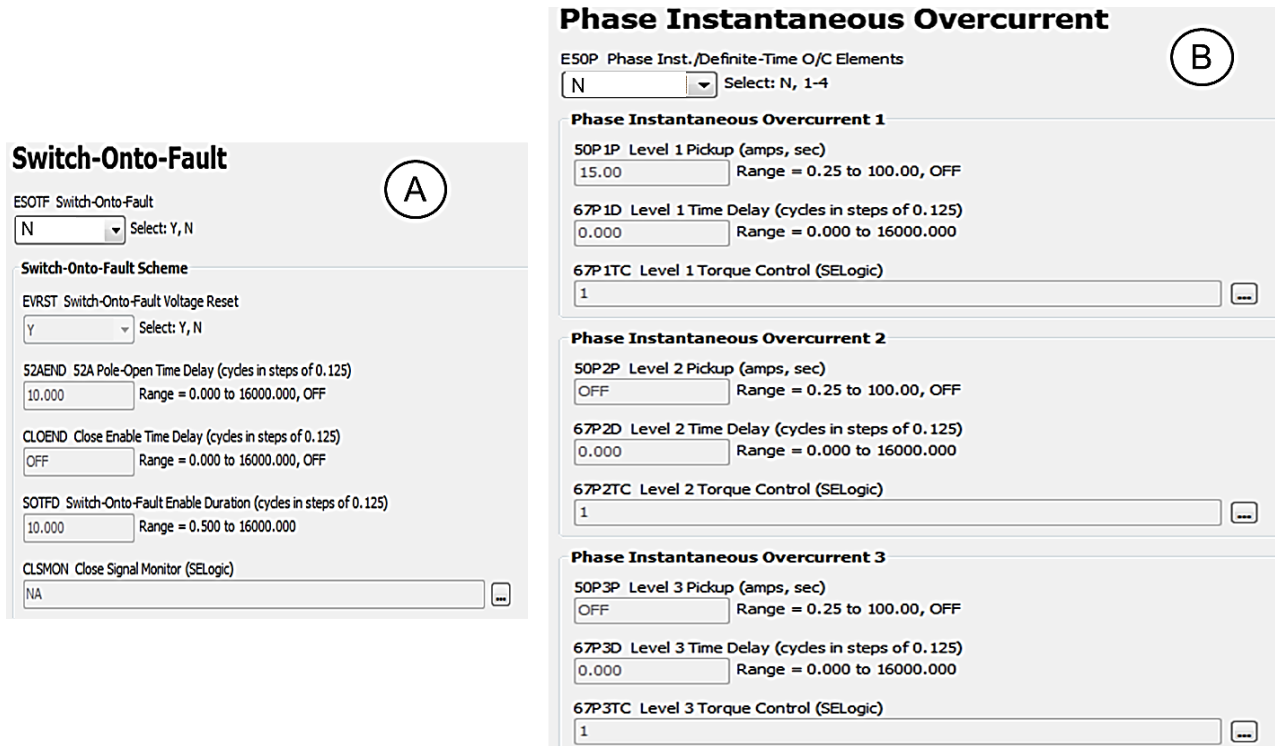 Switch-Onto-Fault
A
ESOTF Switch-Onto-Fault
N Select: Y, N
Switch-Onto-Fault Scheme
EVRST Switch-Onto-Fault Voltage Reset
Y Select: Y, N
52AEND 52A Pole-Open Time Delay (cycles in steps of 0.125)
10.000 Range = 0.000 to 16000.000, OFF
CLOEND Close Enable Time Delay (cycles in steps of 0.125)
OFF Range = 0.000 to 16000.000, OFF
SOTFD Switch-Onto-Fault Enable Duration (cycles in steps of 0.125)
10.000 Range = 0.500 to 16000.000
CLSMON Close Signal Monitor (SELogic)
NA ...
Phase Instantaneous Overcurrent
B
E50P Phase Inst./Definite-Time O/C Elements
N Select: N, 1-4
Phase Instantaneous Overcurrent 1
50P1P Level 1 Pickup (amps, sec)
15.00 Range = 0.25 to 100.00, OFF
67P1D Level 1 Time Delay (cycles in steps of 0.125)
0.000 Range = 0.000 to 16000.000
67P1TC Level 1 Torque Control (SELogic)
1 ...
Phase Instantaneous Overcurrent 2
50P2P Level 2 Pickup (amps, sec)
OFF Range = 0.25 to 100.00, OFF
67P2D Level 2 Time Delay (cycles in steps of 0.125)
0.000 Range = 0.000 to 16000.000
67P2TC Level 2 Torque Control (SELogic)
1 ...
Phase Instantaneous Overcurrent 3
50P3P Level 3 Pickup (amps, sec)
OFF Range = 0.25 to 100.00, OFF
67P3D Level 3 Time Delay (cycles in steps of 0.125)
0.000 Range = 0.000 to 16000.000
67P3TC Level 3 Torque Control (SELogic)
1 ...